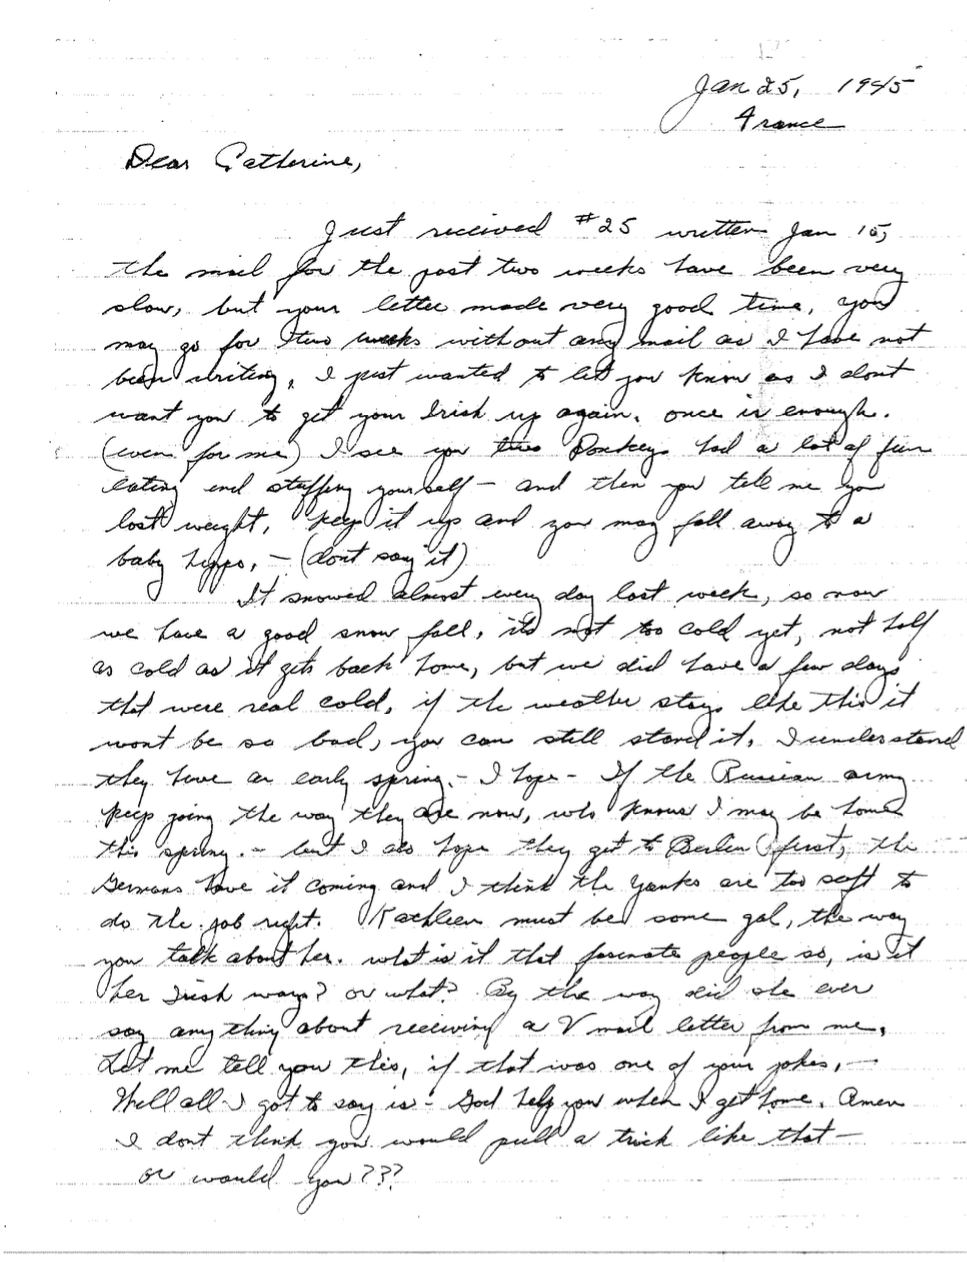 Jan 25, 1945
France
Dear Catherine,
Just received #25 written Jan 15,
the mail for the past two weeks have been very
slow, but your letter made very good time, you
may go for two weeks without any mail as I have not
been writing, I just wanted to let you know as I dont
want you to get your Irish up again. once is enough.
(even for me) I see you two Donkeys had a lot of fun
eating and stuffing yourself - and then you tell me you
lost weight, keep it up and you may fall away to a
baby hippo, - (dont say it)
It snowed almost every day last week, so now
we have a good snow fall, its not too cold yet, not half
as cold as it gets back home, but we did have a few days
that were real cold, if the weather stays like this it
wont be so bad, you can still stand it, I understand
they have an early spring - I hope - If the Russian army
keep going the way they are now, who knows I may be home
this spring. - but I also hope they get to Berlin first, the
Germans have it coming and I think the Yanks are too soft to
do the job right. Kathleen must be some gal, the way
you talk about her. what is it that fascinate people so, is it
her Irish ways? or what? By the way did she ever
say anything about receiving a V mail letter from me,
Let me tell you this, if that was one of your jokes, -
Well all I got to say is - God help you when I get home. Amen
I dont think you would pull a trick like that -
or would you???